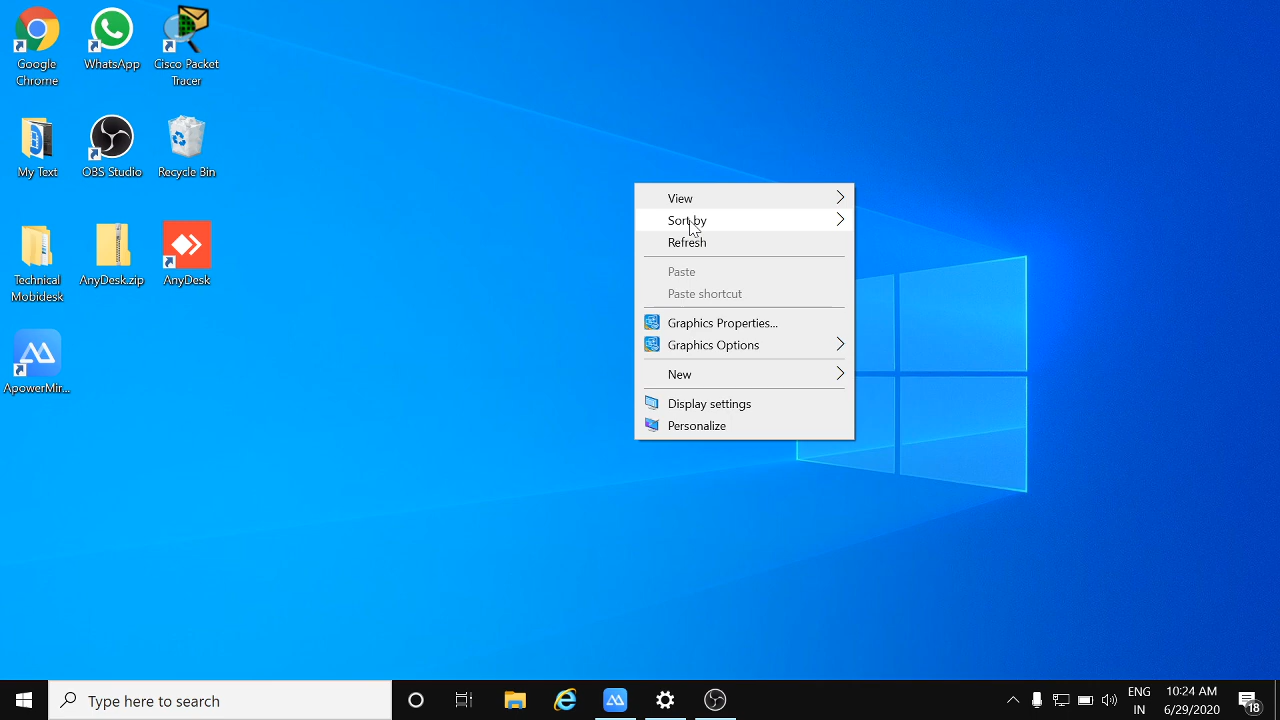 Google
Chrome
WhatsApp
Cisco Packet
Tracer
My Text
OBS Studio
Recycle Bin
Technical
Mobidesk
AnyDesk.zip
AnyDesk
ApowerMir...
View
Sort by
Refresh
Paste
Paste shortcut
Graphics Properties...
Graphics Options
New
Display settings
Personalize
Type here to search
ENG
IN
10:24 AM
6/29/2020
18